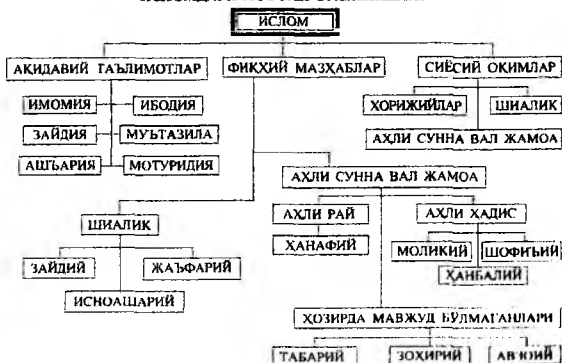 ИСЛОМ
АҚИДАВИЙ ТАЪЛИМОТЛАР
ФИҚҲИЙ МАЗҲАБЛАР
СИЁСИЙ ОҚИМЛАР
ИМОМИЯ
ИБОДИЯ
ЗАЙДИЯ
МУЪТАЗИЛА
АШЪАРИЯ
МОТУРИДИЯ
ХОРИЖИЙЛАР
ШИАЛИК
АҲЛИ СУННА ВАЛ ЖАМОА
АҲЛИ СУННА ВАЛ ЖАМОА
АҲЛИ РАЙ
АҲЛИ ҲАДИС
ҲАНАФИЙ
МОЛИКИЙ
ШОФИЪИЙ
ҲАНБАЛИЙ
ШИАЛИК
ЗАЙДИЙ
ЖАЪФАРИЙ
ИСНОАШАРИЙ
ҲОЗИРДА МАВЖУД БЎЛМАГАНЛАРИ
ТАБАРИЙ
ЗОҲИРИЙ